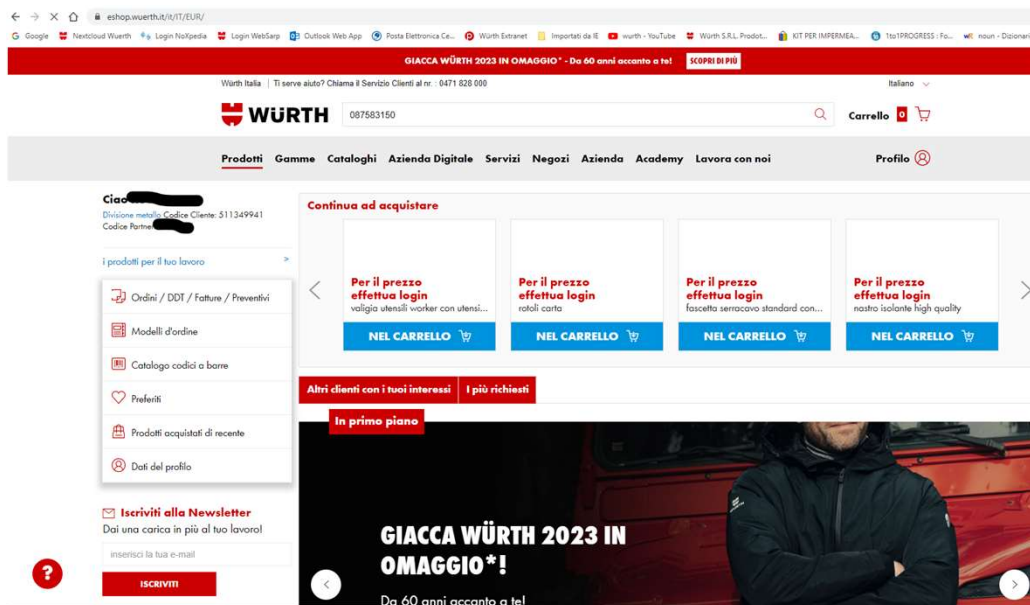 eshop.wuerth.it/it/IT/EUR/
Google Nextcloud Wuerth Login NoXpedia Login WebSarp Outlook Web App Posta Elettronica Ce... Würth Extranet Importati da IE wurth - YouTube Würth S.R.L. Prodot... KIT PER IMPERMEA... 1to1PROGRESS : Fo... noun - Dizionari
GIACCA WÜRTH 2023 IN OMAGGIO* - Da 60 anni accanto a te! SCOPRI DI PIÙ
Würth Italia Ti serve aiuto? Chiama il Servizio Clienti al nr. : 0471 828 000 Italiano
WÜRTH 087583150 Carrello 0
Prodotti Gamme Cataloghi Azienda Digitale Servizi Negozi Azienda Academy Lavora con noi Profilo
Ciao
Divisione metallo Codice Cliente: 511349941
Codice Partner
i prodotti per il tuo lavoro >
Ordini / DDT / Fatture / Preventivi
Modelli d'ordine
Catalogo codici a barre
Preferiti
Prodotti acquistati di recente
Dati del profilo
Iscriviti alla Newsletter
Dai una carica in più al tuo lavoro!
inserisci la tua e-mail
ISCRIVITI
?
Continua ad acquistare
Per il prezzo
effettua login
valigia utensili worker con utensi...
NEL CARRELLO
Per il prezzo
effettua login
rotoli carta
NEL CARRELLO
Per il prezzo
effettua login
fascetta serracavo standard con...
NEL CARRELLO
Per il prezzo
effettua login
nastro isolante high quality
NEL CARRELLO
Altri clienti con i tuoi interessi I più richiesti
In primo piano
GIACCA WÜRTH 2023 IN
OMAGGIO*!
Da 60 anni accanto a te!